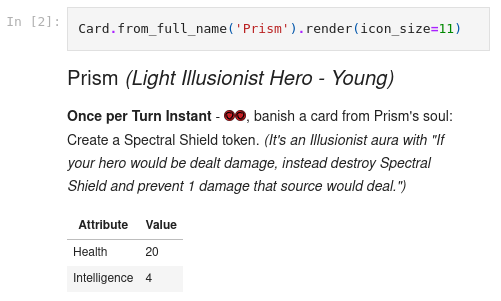 In [2]: Card.from_full_name('Prism').render(icon_size=11)
Prism (Light Illusionist Hero - Young)
Once per Turn Instant - , banish a card from Prism's soul:
Create a Spectral Shield token. (It's an Illusionist aura with "If
your hero would be dealt damage, instead destroy Spectral
Shield and prevent 1 damage that source would deal.")
Attribute Value
Health 20
Intelligence 4